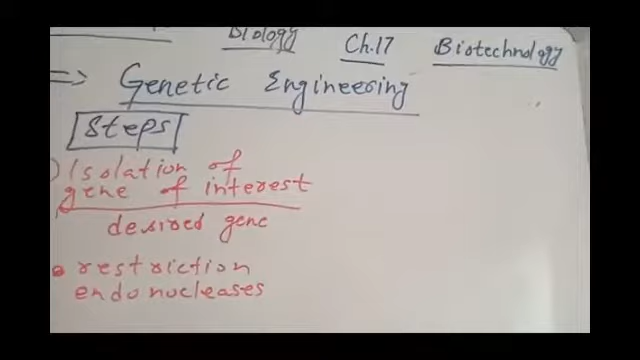 Biology Ch.17 Biotechnology
=> Genetic Engineering
Steps
) Isolation of
gene of interest
desired gene
• restriction
endonucleases